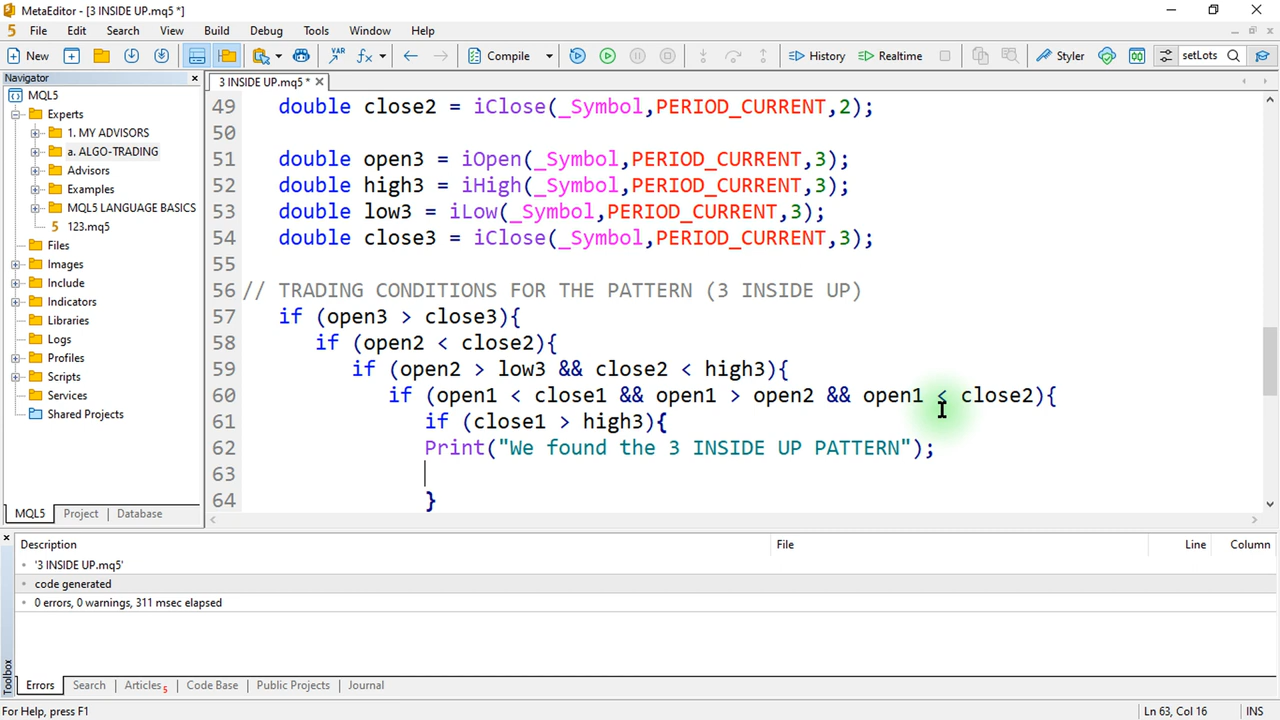 MetaEditor - [3 INSIDE UP.mq5 *]
5 File Edit Search View Build Debug Tools Window Help
New Compile History Realtime Styler setLots
Navigator
3 INSIDE UP.mq5 *
MQL5
Experts
1. MY ADVISORS
a. ALGO-TRADING
Advisors
Examples
MQL5 LANGUAGE BASICS
123.mq5
Files
Images
Include
Indicators
Libraries
Logs
Profiles
Scripts
Services
Shared Projects
MQL5 Project Database
49 double close2 = iClose(_Symbol,PERIOD_CURRENT,2);
50
51 double open3 = iOpen(_Symbol,PERIOD_CURRENT,3);
52 double high3 = iHigh(_Symbol,PERIOD_CURRENT,3);
53 double low3 = iLow(_Symbol,PERIOD_CURRENT,3);
54 double close3 = iClose(_Symbol,PERIOD_CURRENT,3);
55
56 // TRADING CONDITIONS FOR THE PATTERN (3 INSIDE UP)
57 if (open3 > close3){
58 if (open2 < close2){
59 if (open2 > low3 && close2 < high3){
60 if (open1 < close1 && open1 > open2 && open1 < close2){
61 if (close1 > high3){
62 Print("We found the 3 INSIDE UP PATTERN");
63
64 }
Description File Line Column
'3 INSIDE UP.mq5'
code generated
0 errors, 0 warnings, 311 msec elapsed
Toolbox
Errors Search Articles 5 Code Base Public Projects Journal
For Help, press F1 Ln 63, Col 16 INS